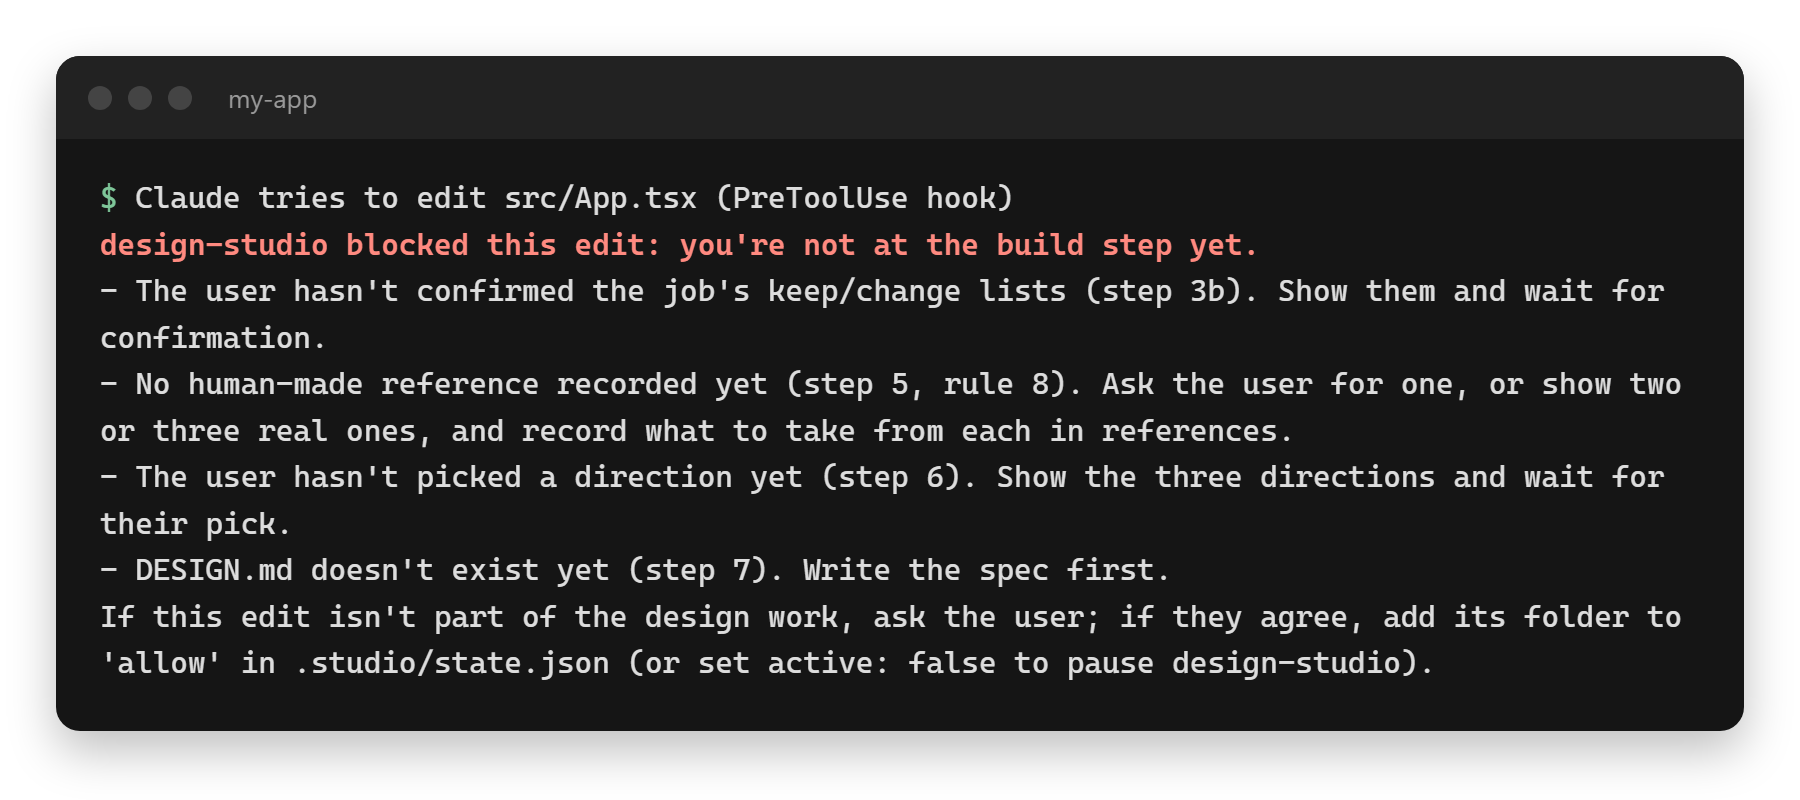 my-app
$ Claude tries to edit src/App.tsx (PreToolUse hook)
design-studio blocked this edit: you're not at the build step yet.
- The user hasn't confirmed the job's keep/change lists (step 3b). Show them and wait for
confirmation.
- No human-made reference recorded yet (step 5, rule 8). Ask the user for one, or show two
or three real ones, and record what to take from each in references.
- The user hasn't picked a direction yet (step 6). Show the three directions and wait for
their pick.
- DESIGN.md doesn't exist yet (step 7). Write the spec first.
If this edit isn't part of the design work, ask the user; if they agree, add its folder to
'allow' in .studio/state.json (or set active: false to pause design-studio).